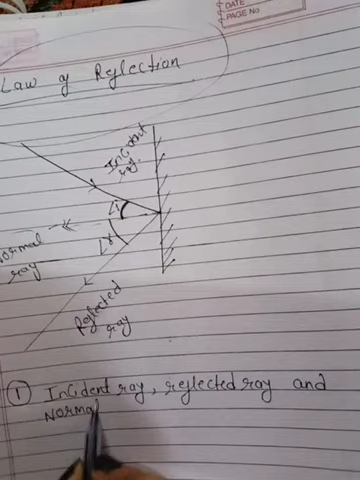 DATE
PAGE No
Law of Reflection
Incident
ray.
∠i
Normal
ray
∠r
Reflected
ray
① Incident ray, reflected ray and
Normal